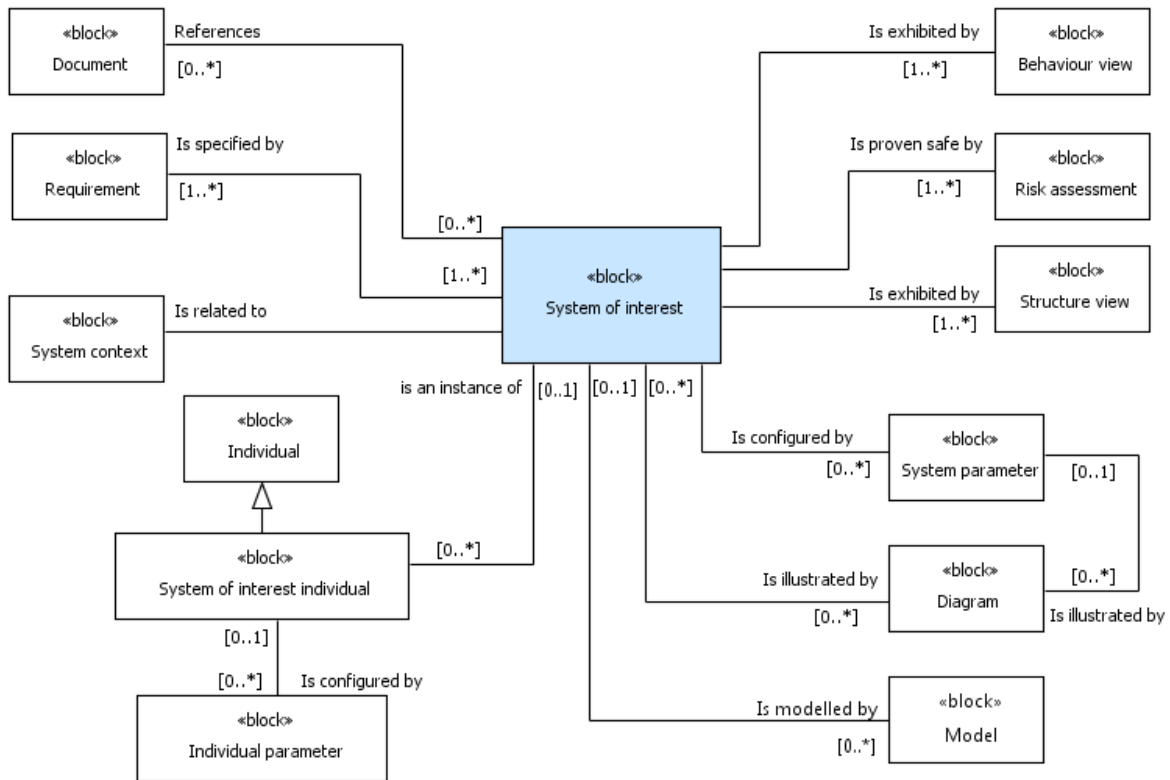 «block»
Document
References
[0..*]
Is exhibited by
[1..*]
«block»
Behaviour view
«block»
Requirement
Is specified by
[1..*]
Is proven safe by
[1..*]
«block»
Risk assessment
[0..*]
[1..*]
«block»
System of interest
Is exhibited by
[1..*]
«block»
Structure view
«block»
System context
Is related to
is an instance of
[0..1]
[0..1]
[0..*]
«block»
Individual
Is configured by
[0..*]
«block»
System parameter
[0..1]
«block»
System of interest individual
[0..*]
Is illustrated by
[0..*]
«block»
Diagram
[0..*]
Is illustrated by
[0..1]
[0..*]
Is configured by
«block»
Individual parameter
Is modelled by
[0..*]
«block»
Model